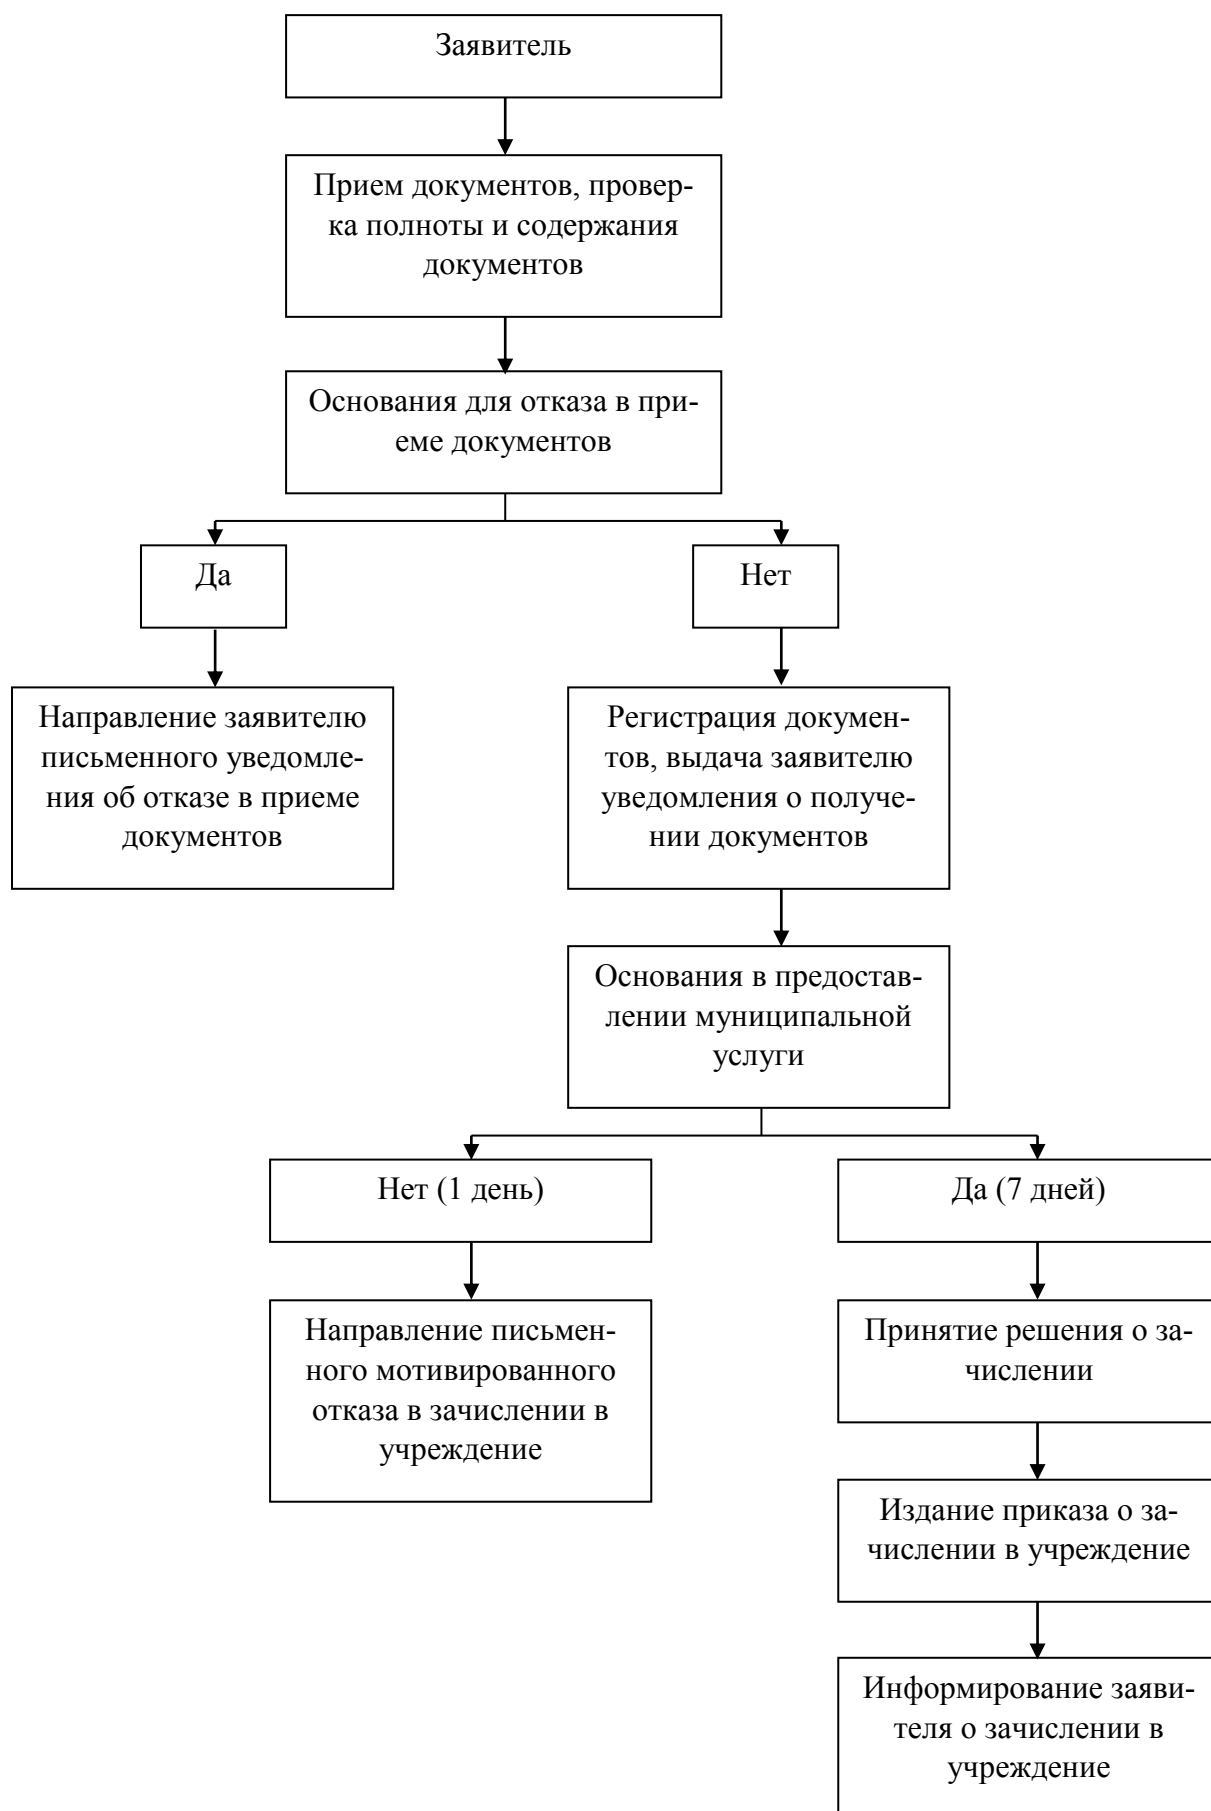 Заявитель
Прием документов, провер-
ка полноты и содержания
документов
Основания для отказа в при-
еме документов
Да
Нет
Направление заявителю
письменного уведомле-
ния об отказе в приеме
документов
Регистрация докумен-
тов, выдача заявителю
уведомления о получе-
нии документов
Основания в предостав-
лении муниципальной
услуги
Нет (1 день)
Да (7 дней)
Направление письмен-
ного мотивированного
отказа в зачислении в
учреждение
Принятие решения о за-
числении
Издание приказа о за-
числении в учреждение
Информирование заяви-
теля о зачислении в
учреждение